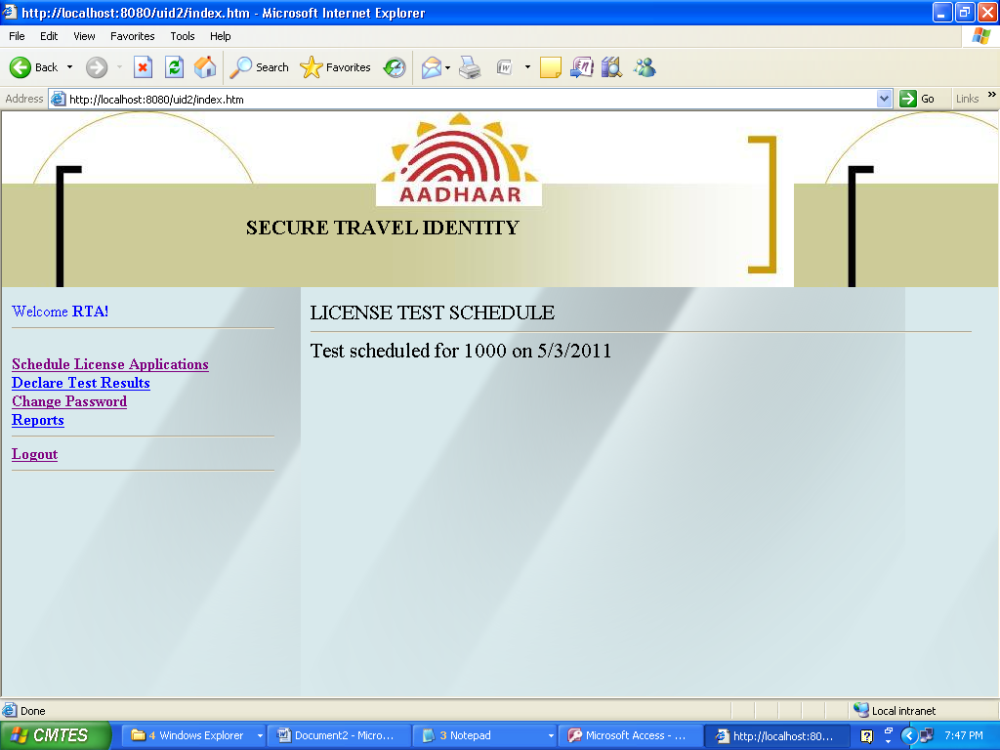 http://localhost:8080/uid2/index.htm - Microsoft Internet Explorer
File Edit View Favorites Tools Help
Back Search Favorites
Address http://localhost:8080/uid2/index.htm Go Links »
AADHAAR
SECURE TRAVEL IDENTITY
Welcome RTA!
Schedule License Applications
Declare Test Results
Change Password
Reports
Logout
LICENSE TEST SCHEDULE
Test scheduled for 1000 on 5/3/2011
Done Local intranet
CMTES 4 Windows Explorer Document2 - Micro... 3 Notepad Microsoft Access - ... http://localhost:80... 7:47 PM